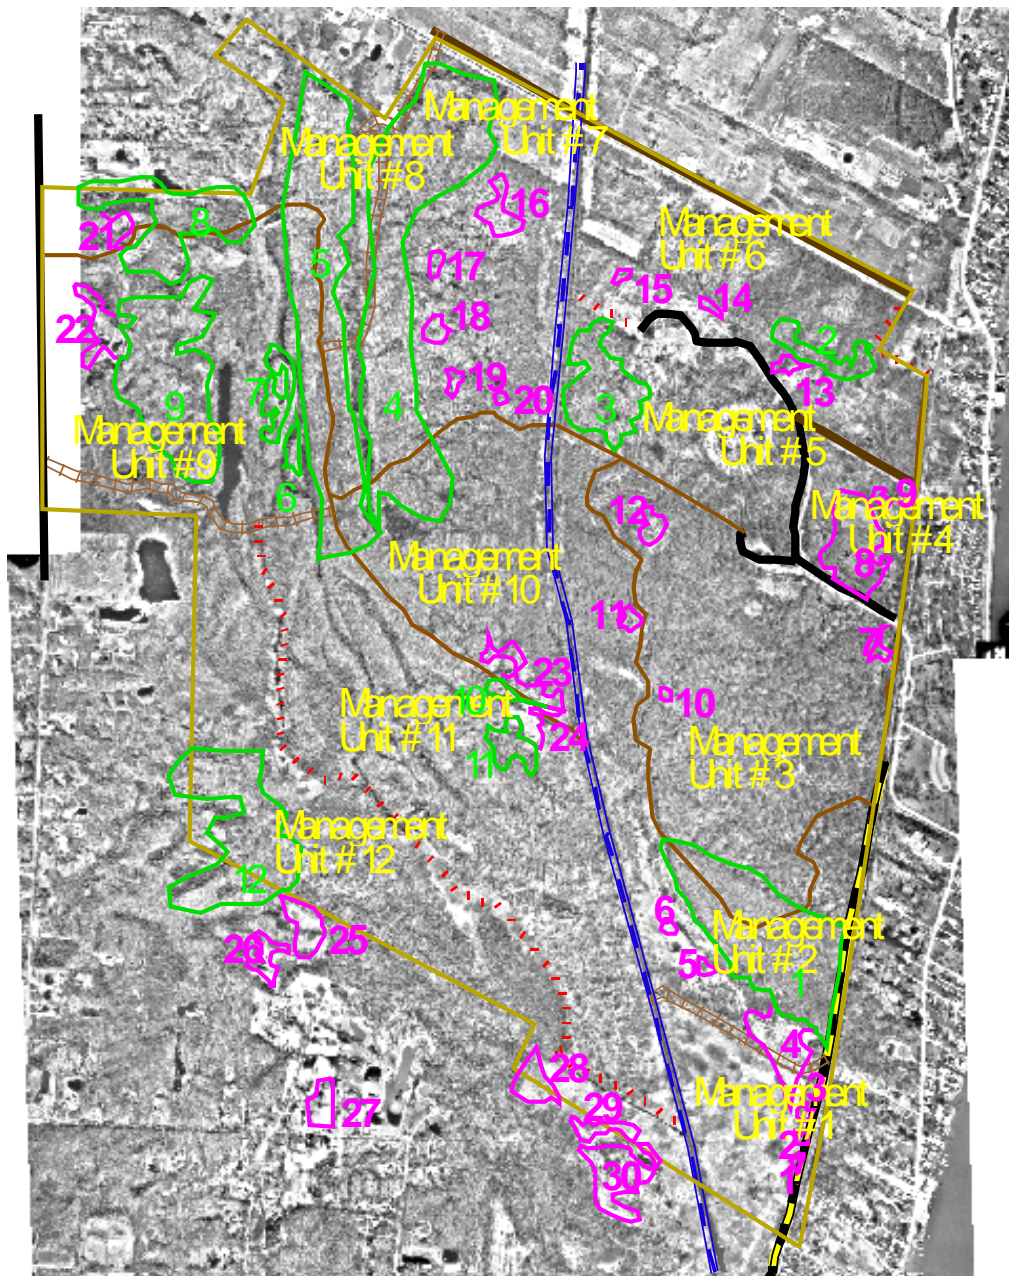 Management
Unit #7
Management
Unit #8
16
Management
Unit #6
8
21
5
17
15
14
22
18
2
7
19
20
4
3
13
9
Management
Unit #5
Management
Unit #9
6
9
12
Management
Unit #4
8
Management
Unit #10
11
7
23
10
10
Management
Unit #11
24
11
Management
Unit #3
Management
Unit #12
12
6
26
25
Management
Unit #2
5
1
4
28
3
27
29
Management
Unit #1
2
30
1